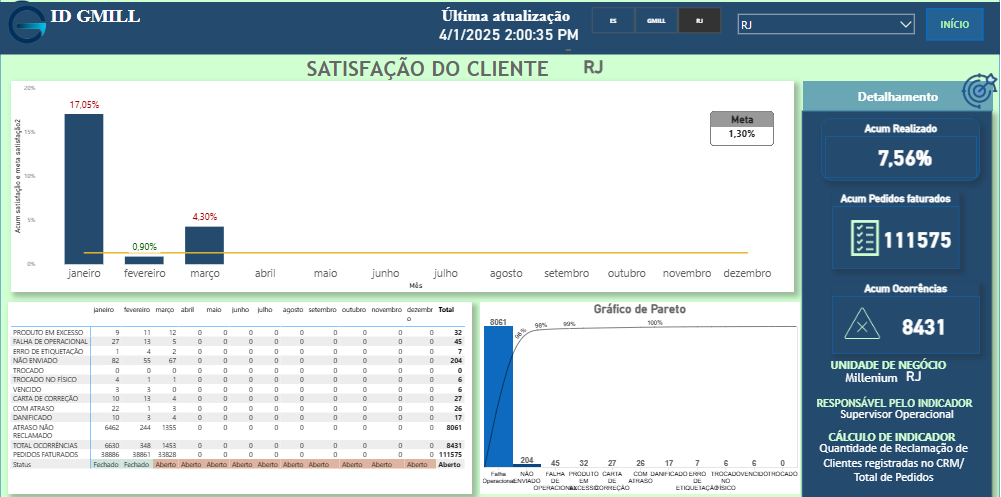 ID GMILL
Última atualização
4/1/2025 2:00:35 PM
ES GMILL RJ
RJ
INÍCIO
SATISFAÇÃO DO CLIENTE RJ
20%
15%
10%
5%
0%
Acum satisfação e meta satisfação2
17,05%
0,90%
4,30%
Meta
1,30%
janeiro fevereiro março abril maio junho julho agosto setembro outubro novembro dezembro
Mês
Detalhamento
Acum Realizado
7,56%
Acum Pedidos faturados
111575
Acum Ocorrências
8431
UNIDADE DE NEGÓCIO
Millenium RJ
RESPONSÁVEL PELO INDICADOR
Supervisor Operacional
CÁLCULO DE INDICADOR
Quantidade de Reclamação de
Clientes registradas no CRM/
Total de Pedidos
janeiro fevereiro março abril maio junho julho agosto setembro outubro novembro dezembr Total
o
PRODUTO EM EXCESSO 9 11 12 0 0 0 0 0 0 0 0 0 32
FALHA DE OPERACIONAL 27 13 5 0 0 0 0 0 0 0 0 0 45
ERRO DE ETIQUETAÇÃO 1 4 2 0 0 0 0 0 0 0 0 0 7
NÃO ENVIADO 82 55 67 0 0 0 0 0 0 0 0 0 204
TROCADO 0 0 0 0 0 0 0 0 0 0 0 0 0
TROCADO NO FÍSICO 4 1 1 0 0 0 0 0 0 0 0 0 6
VENCIDO 3 3 0 0 0 0 0 0 0 0 0 0 6
CARTA DE CORREÇÃO 10 13 4 0 0 0 0 0 0 0 0 0 27
COM ATRASO 22 1 3 0 0 0 0 0 0 0 0 0 26
DANIFICADO 10 3 4 0 0 0 0 0 0 0 0 0 17
ATRASO NÃO 6462 244 1355 0 0 0 0 0 0 0 0 0 8061
RECLAMADO
TOTAL OCORRÊNCIAS 6630 348 1453 0 0 0 0 0 0 0 0 0 8431
PEDIDOS FATURADOS 38886 38861 33828 0 0 0 0 0 0 0 0 0 111575
Status Fechado Fechado Aberto Aberto Aberto Aberto Aberto Aberto Aberto Aberto Aberto Aberto Aberto
Gráfico de Pareto
8061 204 45 32 27 26 17 7 6 6 0
96% 98% 99% 100%
Falha NÃO FALHA PRODUTO CARTA COM DANIFICADO ERRO TROCADO VENCIDO TROCADO
Operacional ENVIADO DE EM DE ATRASO DE NO
OPERACIONAL EXCESSO CORREÇÃO ETIQUETAÇÃO FÍSICO